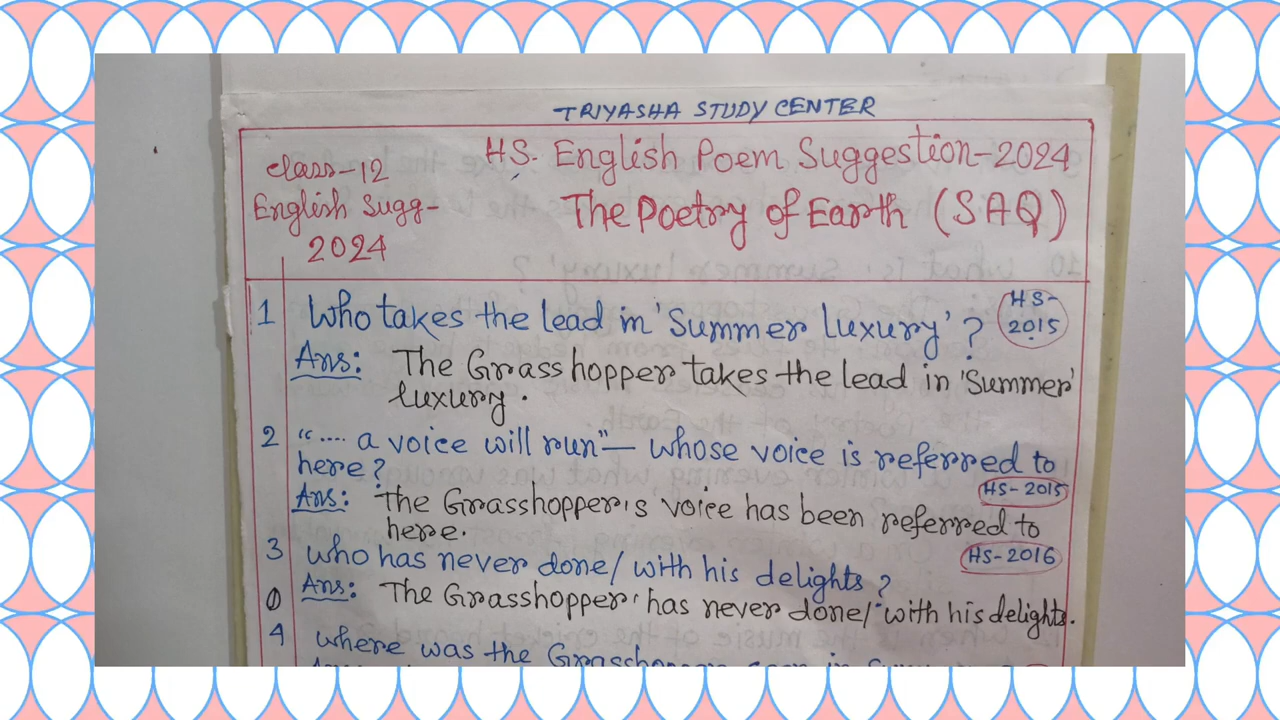 TRIYASHA STUDY CENTER
HS. English Poem Suggestion-2024
class-12
English Sugg-
2024
The Poetry of Earth (SAQ)
1 Who takes the lead in 'Summer luxury'? HS-2015
Ans: The Grasshopper takes the lead in 'Summer'
luxury.
2 ".... a voice will run"— whose voice is referred to
here? HS-2015
Ans: The Grasshopper's voice has been referred to
here.
3 who has never done/ with his delights? HS-2016
Ans: The Grasshopper has never done/ with his delights.
4 where was the Grasshopper seen in